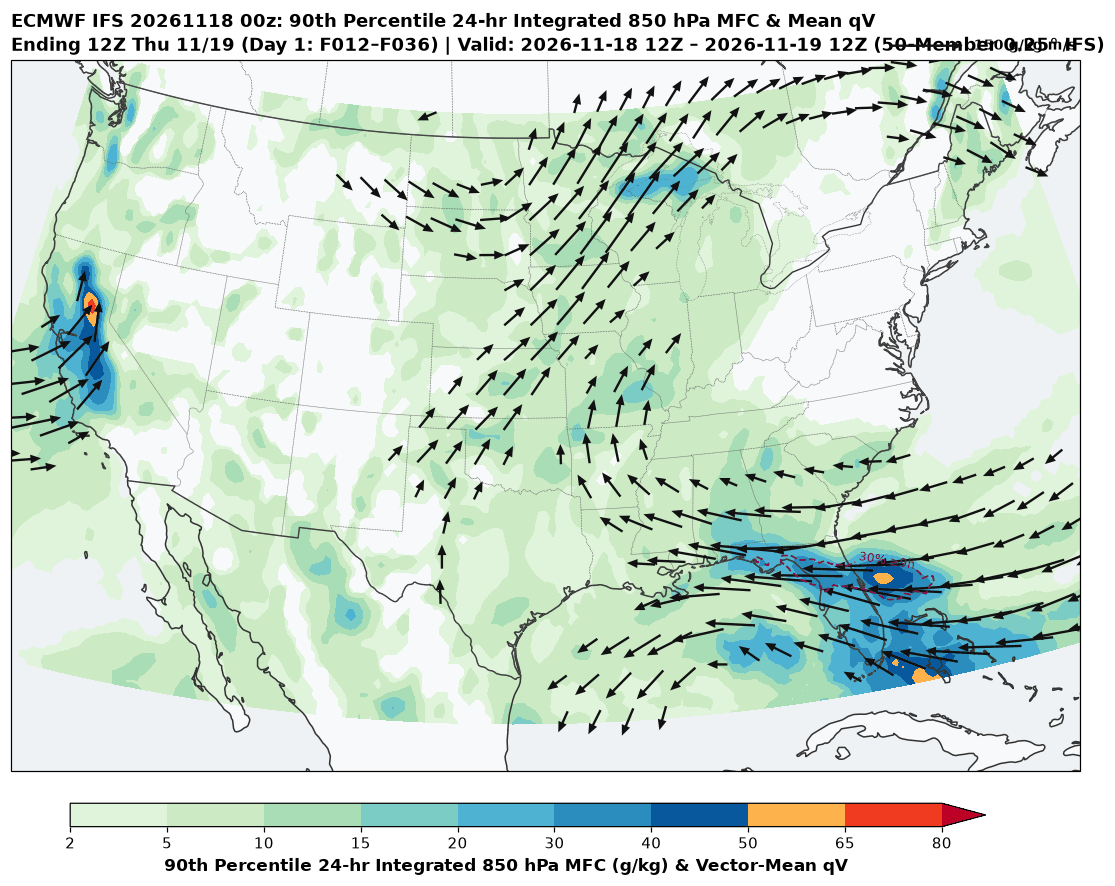 ECMWF IFS 20261118 00z: 90th Percentile 24-hr Integrated 850 hPa MFC & Mean qV
Ending 12Z Thu 11/19 (Day 1: F012–F036) | Valid: 2026-11-18 12Z – 2026-11-19 12Z (50-Member 0.25° IFS)
30%
2 5 10 15 20 30 40 50 65 80
90th Percentile 24-hr Integrated 850 hPa MFC (g/kg) & Vector-Mean qV